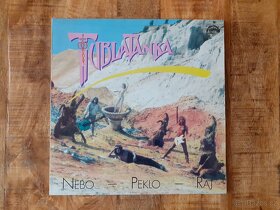 TUBLATANKA
NEBO — PEKLO — RAJ